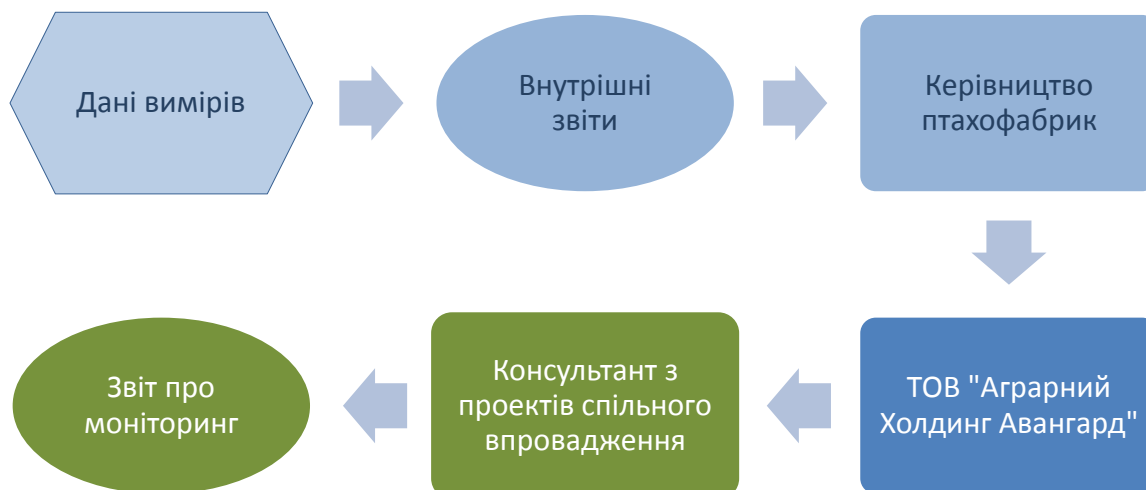 Дані вимірів
Внутрішні
звіти
Керівництво
птахофабрик
ТОВ "Аграрний
Холдинг Авангард"
Консультант з
проектів спільного
впровадження
Звіт про
моніторинг